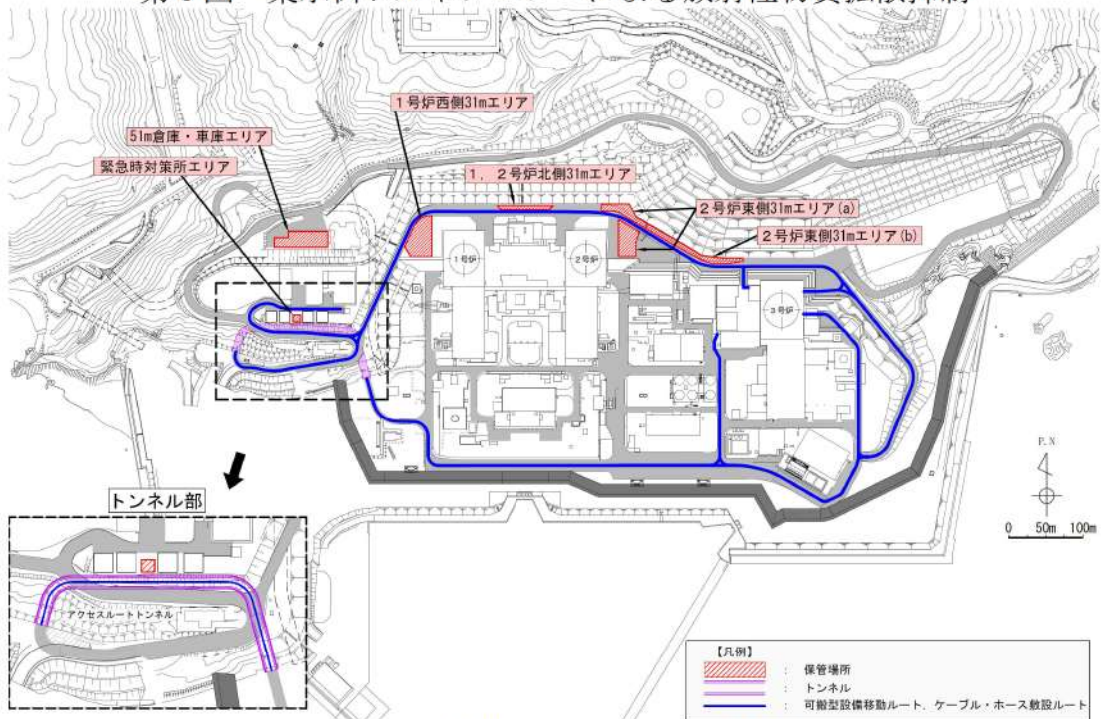 １号炉西側31mエリア
51m倉庫・車庫エリア
緊急時対策所エリア
１，２号炉北側31mエリア
２号炉東側31mエリア(a)
２号炉東側31mエリア(b)
１号炉
２号炉
３号炉
P.N
0 50m 100m
トンネル部
アクセスルートトンネル
【凡例】
： 保管場所
： トンネル
： 可搬型設備移動ルート，ケーブル・ホース敷設ルート